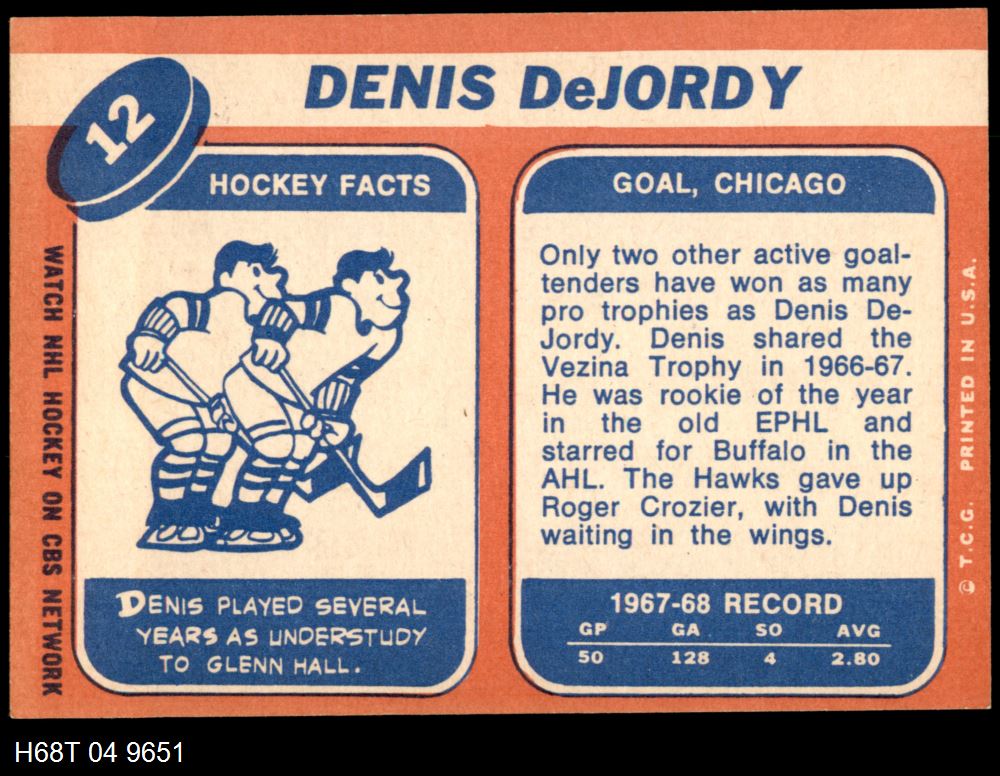 12
DENIS DeJORDY
HOCKEY FACTS
DENIS PLAYED SEVERAL
YEARS AS UNDERSTUDY
TO GLENN HALL.
GOAL, CHICAGO
Only two other active goal-
tenders have won as many
pro trophies as Denis De-
Jordy. Denis shared the
Vezina Trophy in 1966-67.
He was rookie of the year
in the old EPHL and
starred for Buffalo in the
AHL. The Hawks gave up
Roger Crozier, with Denis
waiting in the wings.
1967-68 RECORD
GP GA SO AVG
50 128 4 2.80
WATCH NHL HOCKEY ON CBS NETWORK
© T.C.G. PRINTED IN U.S.A.
H68T 04 9651